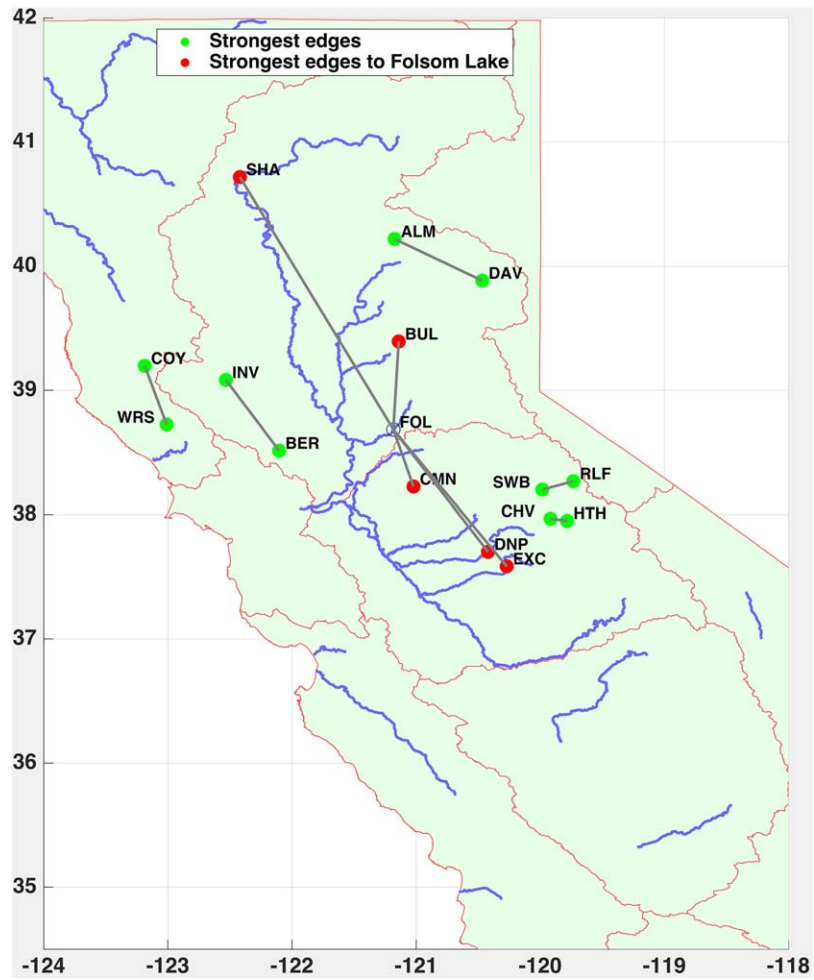 42
Strongest edges
Strongest edges to Folsom Lake
41
SHA
ALM
40
DAV
BUL
COY
INV
39
WRS
FOL
BER
RLF
SWB
CMN
CHV
HTH
38
DNP
EXC
37
36
35
-124 -123 -122 -121 -120 -119 -118